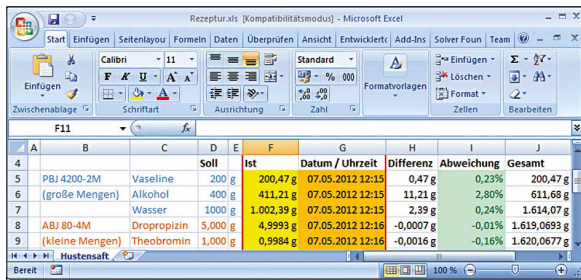 Rezeptur.xls [Kompatibilitätsmodus] - Microsoft Excel
Start Einfügen Seitenlayou Formeln Daten Überprüfen Ansicht Entwicklertc Add-Ins Solver Foun Team
Einfügen
Calibri 11
F K U A A
Standard
% 000
Formatvorlagen
Einfügen
Löschen
Format
Zwischenablage Schriftart Ausrichtung Zahl Zellen Bearbeiten
F11 fx
A B C D E F G H I J
4 Soll Ist Datum / Uhrzeit Differenz Abweichung Gesamt
5 PBJ 4200-2M Vaseline 200 g 200,47 g 07.05.2012 12:15 0,47 g 0,23% 200,47 g
6 (große Mengen) Alkohol 400 g 411,21 g 07.05.2012 12:15 11,21 g 2,80% 611,68 g
7 Wasser 1000 g 1.002,39 g 07.05.2012 12:15 2,39 g 0,24% 1.614,07 g
8 ABJ 80-4M Dropropizin 5,000 g 4,9993 g 07.05.2012 12:16 -0,0007 g -0,01% 1.619,0693 g
9 (kleine Mengen) Theobromin 1,000 g 0,9984 g 07.05.2012 12:16 -0,0016 g -0,16% 1.620,0677 g
Hustensaft
Bereit 100 %